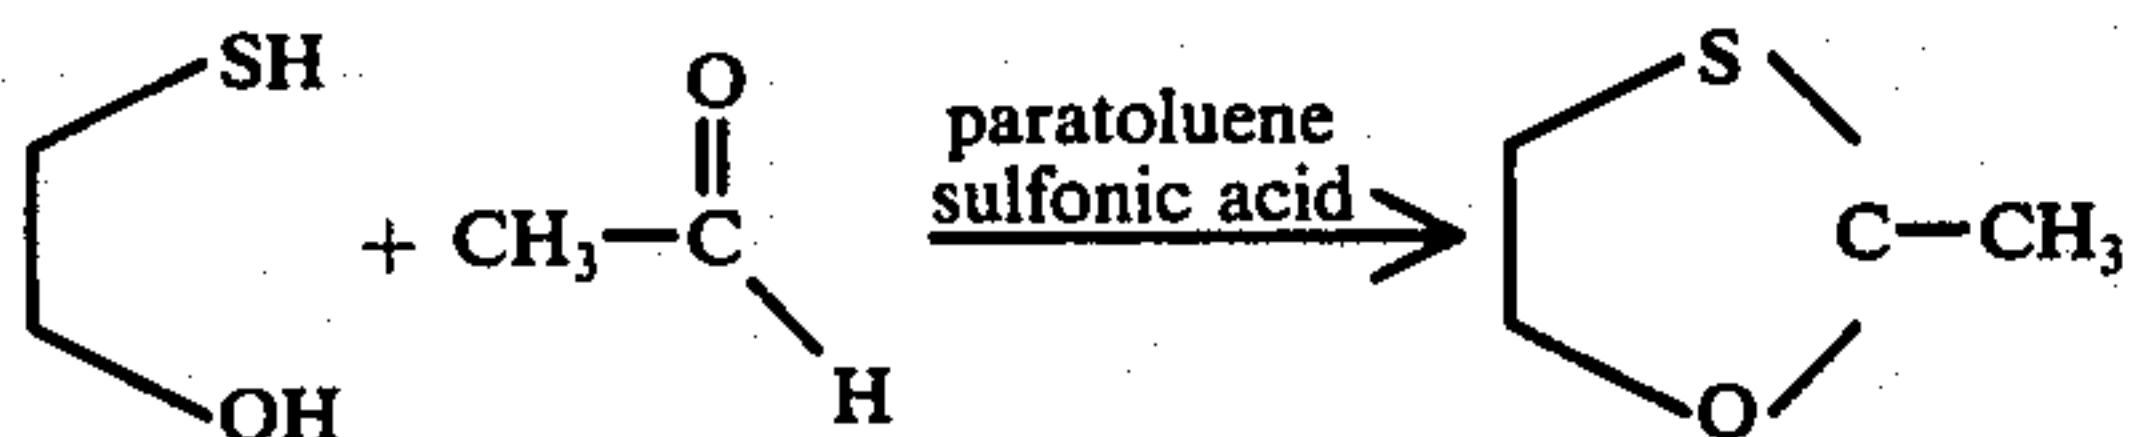 SH
O
S
paratoluene
sulfonic acid
+ CH₃—C
C—CH₃
H
OH
O